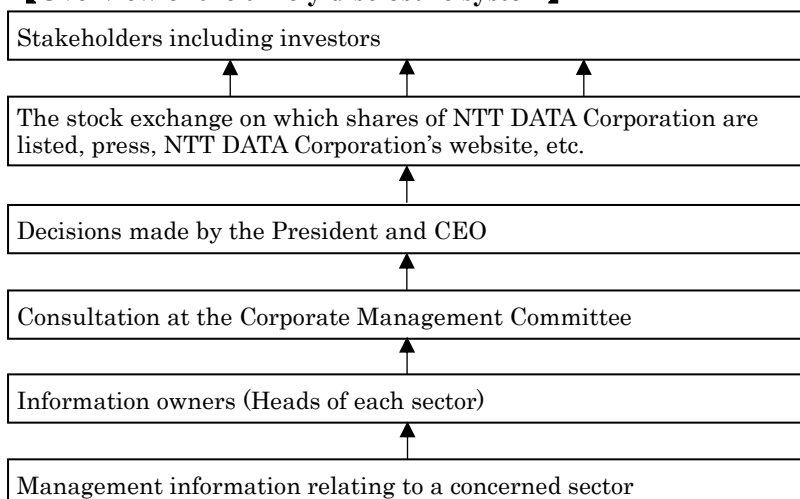 Stakeholders including investors
The stock exchange on which shares of NTT DATA Corporation are
listed, press, NTT DATA Corporation's website, etc.
Decisions made by the President and CEO
Consultation at the Corporate Management Committee
Information owners (Heads of each sector)
Management information relating to a concerned sector